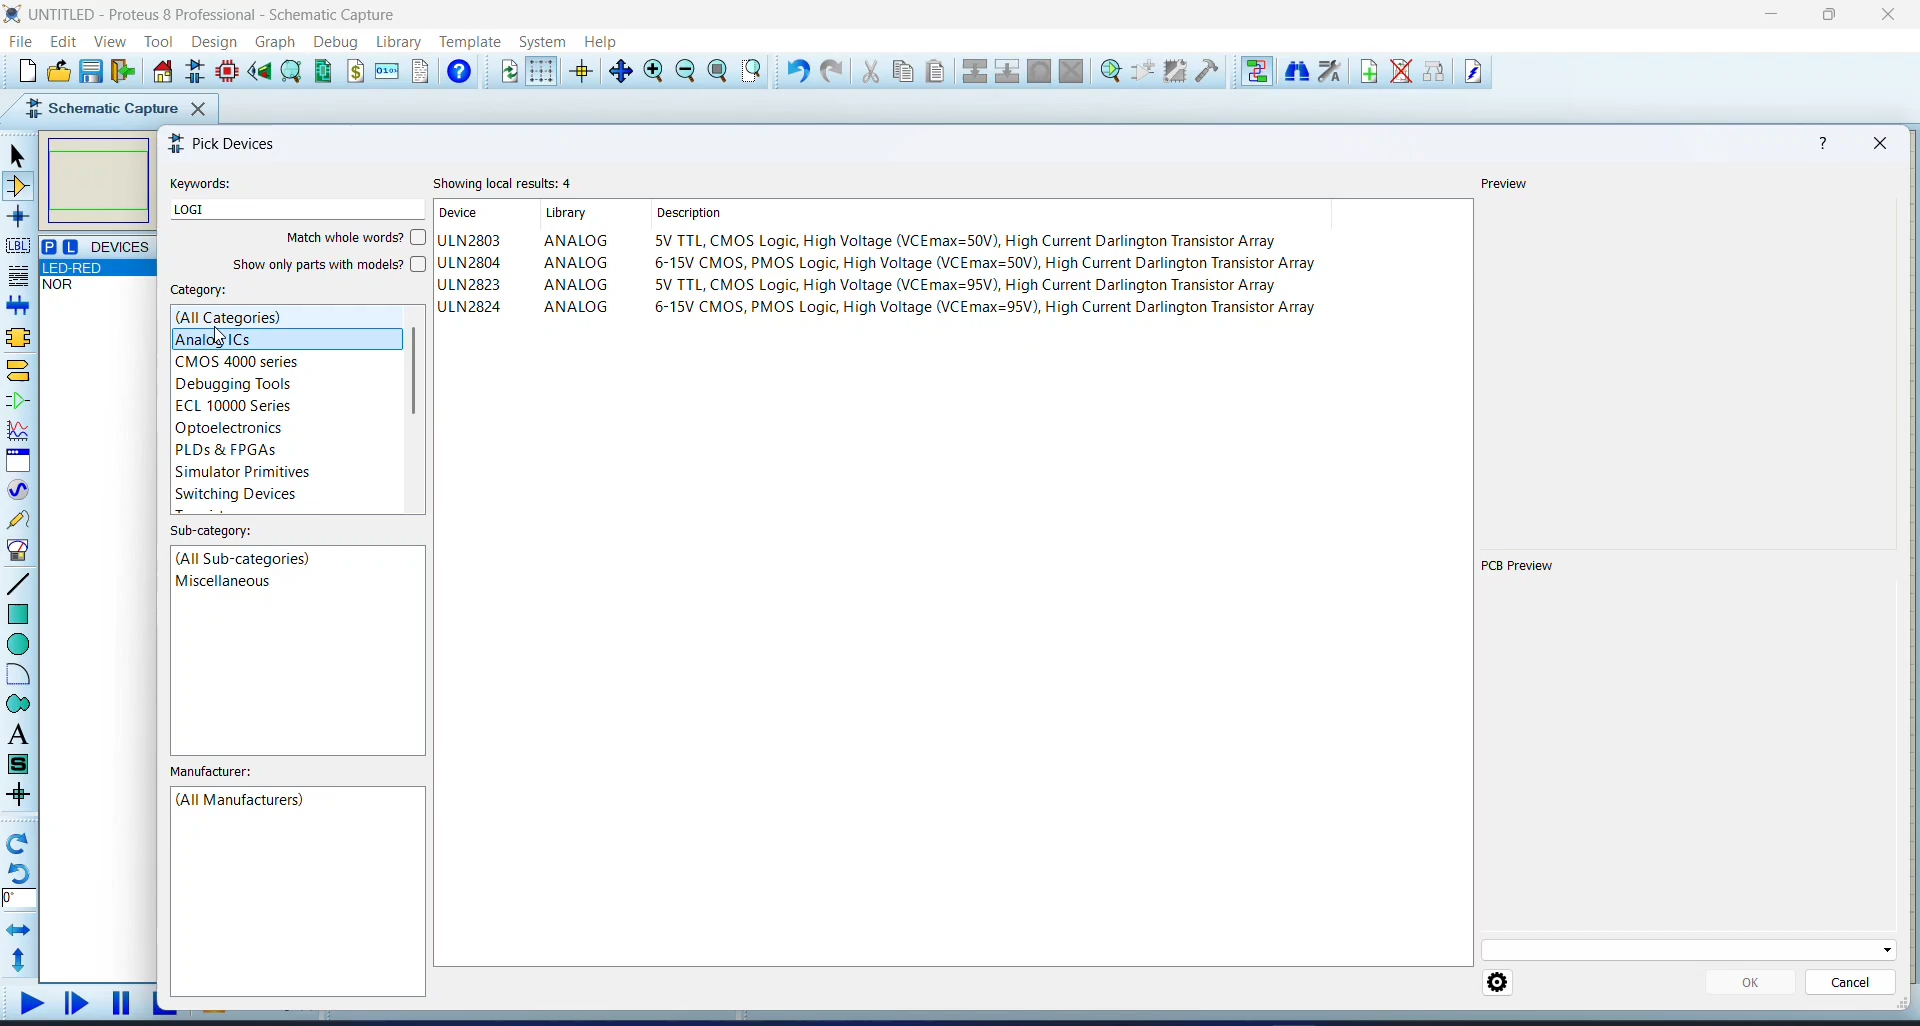 UNTITLED - Proteus 8 Professional - Schematic Capture
File Edit View Tool Design Graph Debug Library Template System Help
Schematic Capture
Pick Devices
Keywords:
LOGI
Match whole words?
Show only parts with models?
Category:
(All Categories)
Analog ICs
CMOS 4000 series
Debugging Tools
ECL 10000 Series
Optoelectronics
PLDs & FPGAs
Simulator Primitives
Switching Devices
Sub-category:
(All Sub-categories)
Miscellaneous
Manufacturer:
(All Manufacturers)
Showing local results: 4
Device Library Description
ULN2803 ANALOG 5V TTL, CMOS Logic, High Voltage (VCEmax=50V), High Current Darlington Transistor Array
ULN2804 ANALOG 6-15V CMOS, PMOS Logic, High Voltage (VCEmax=50V), High Current Darlington Transistor Array
ULN2823 ANALOG 5V TTL, CMOS Logic, High Voltage (VCEmax=95V), High Current Darlington Transistor Array
ULN2824 ANALOG 6-15V CMOS, PMOS Logic, High Voltage (VCEmax=95V), High Current Darlington Transistor Array
Preview
PCB Preview
OK Cancel
P L DEVICES
LED-RED
NOR
LBL
A
S
0°